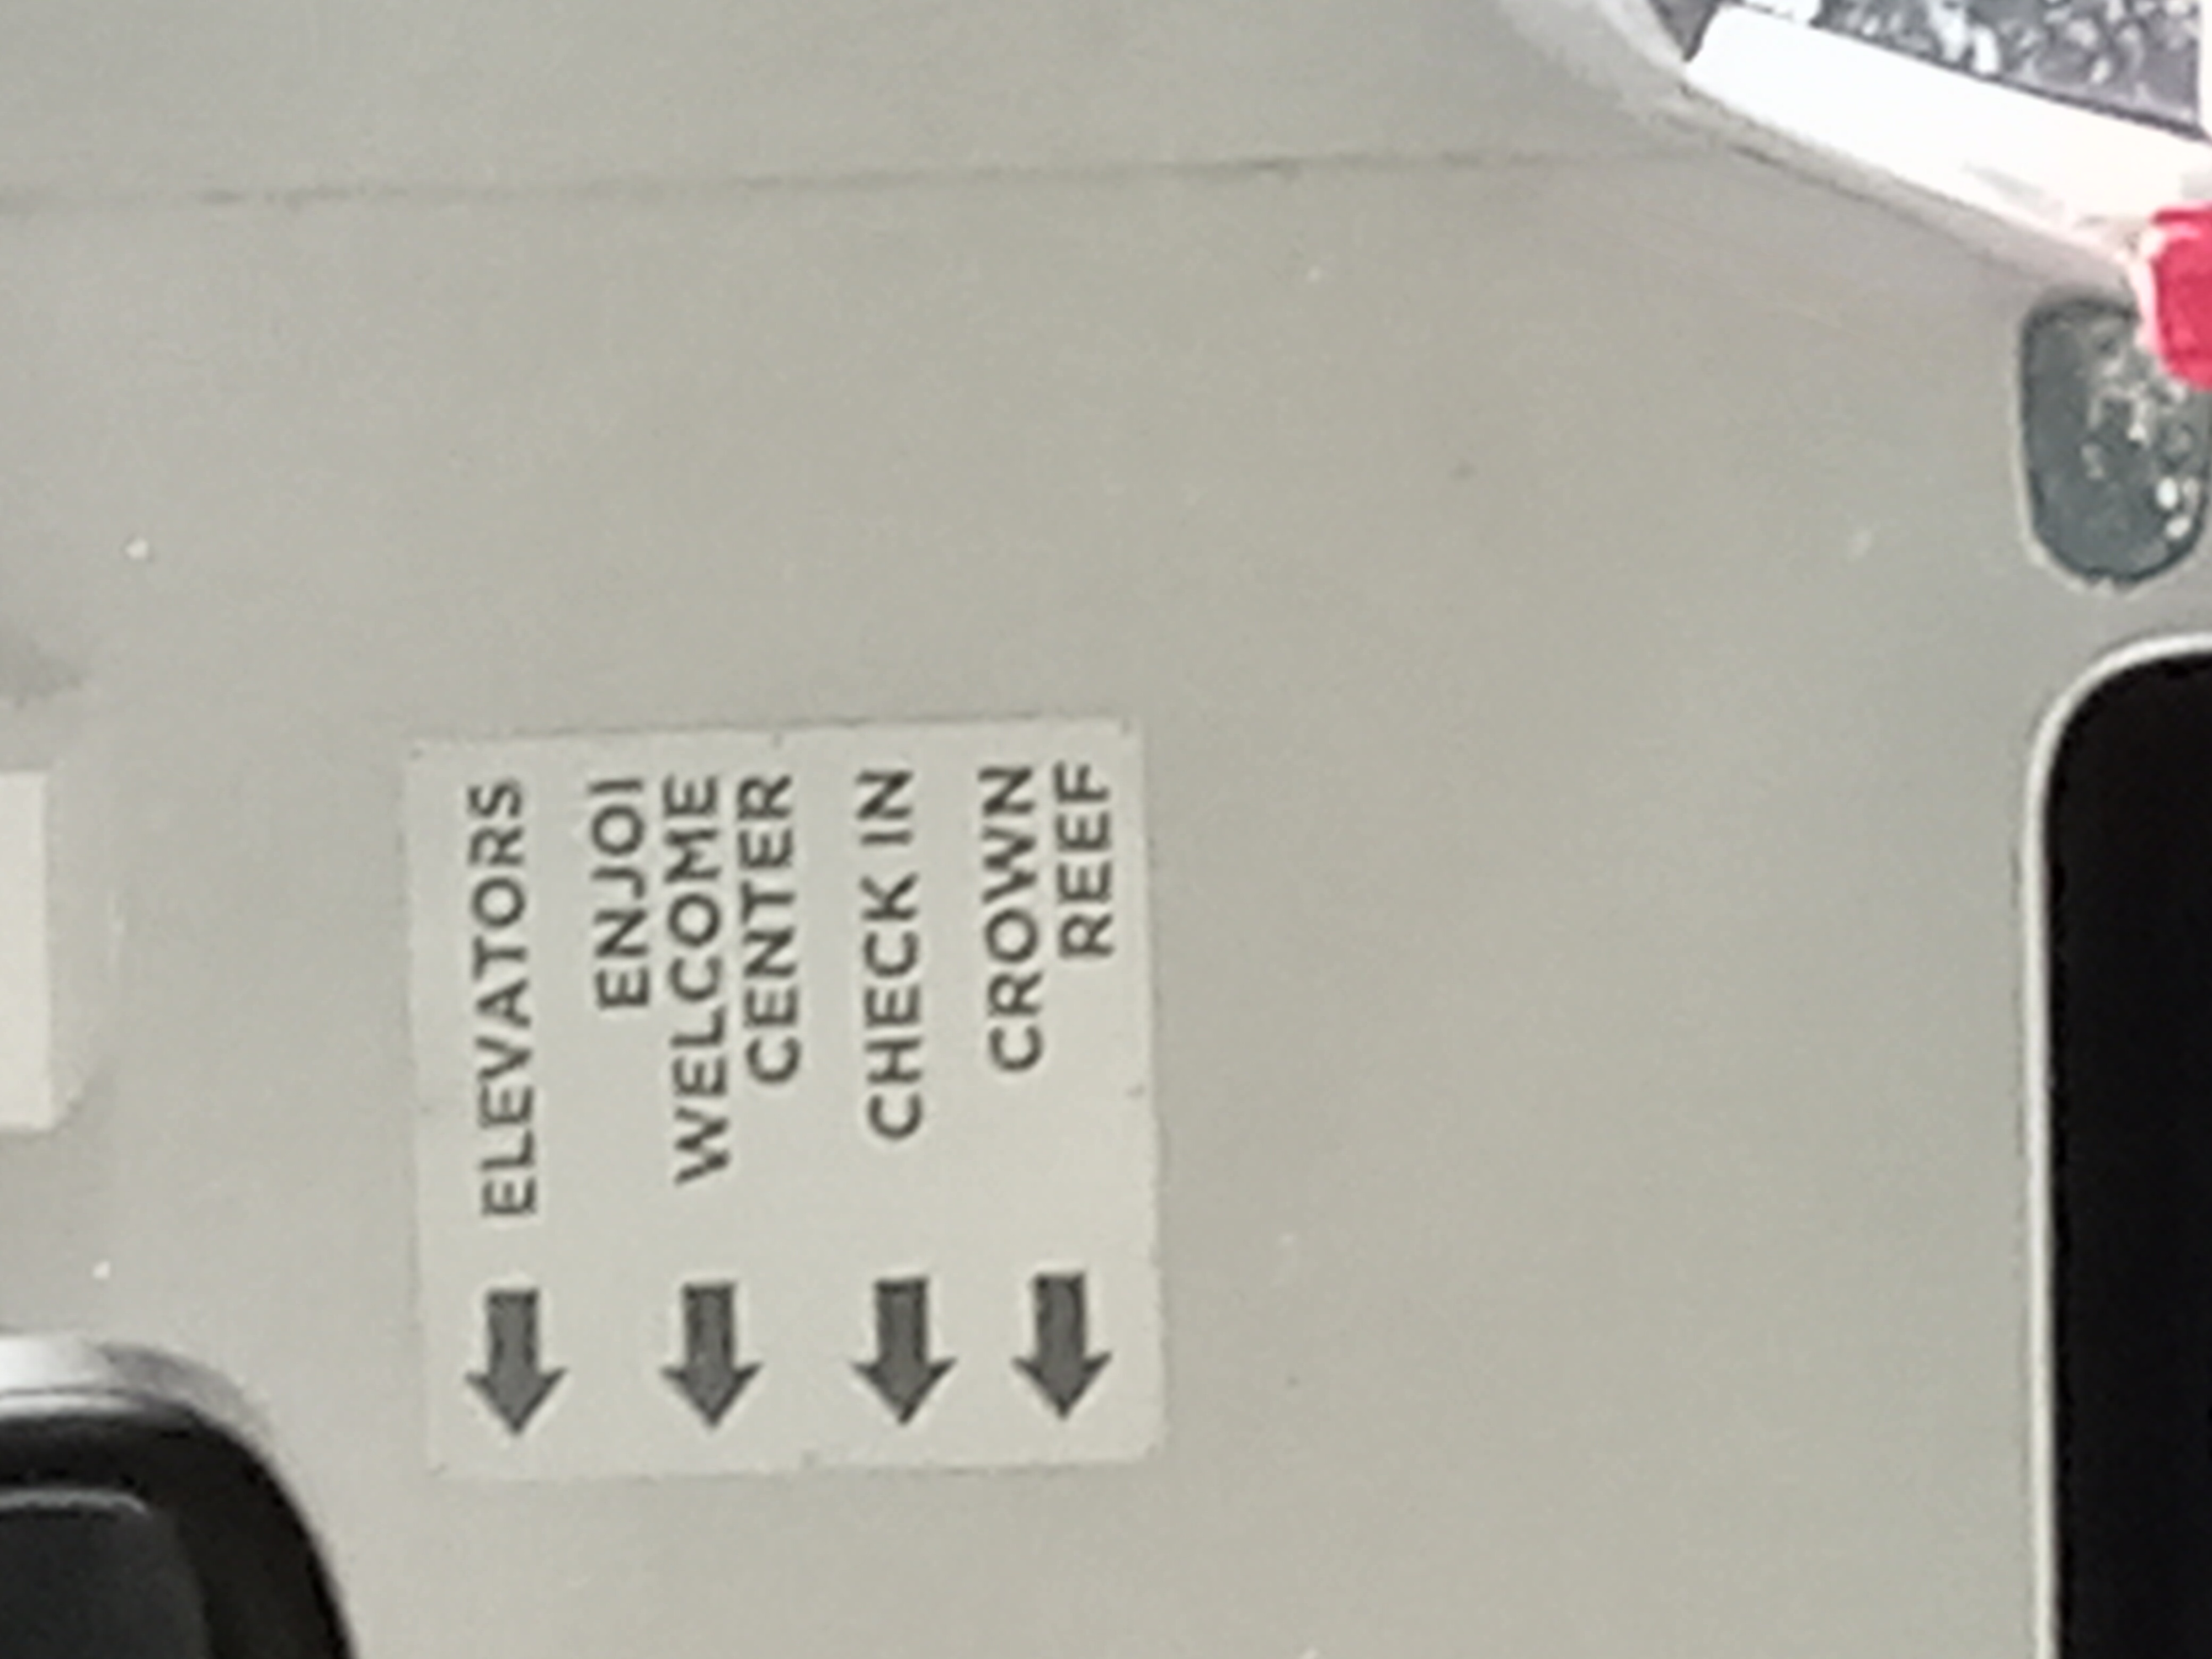 ELEVATORS
ENJOI
WELCOME
CENTER
CHECK IN
CROWN
REEF